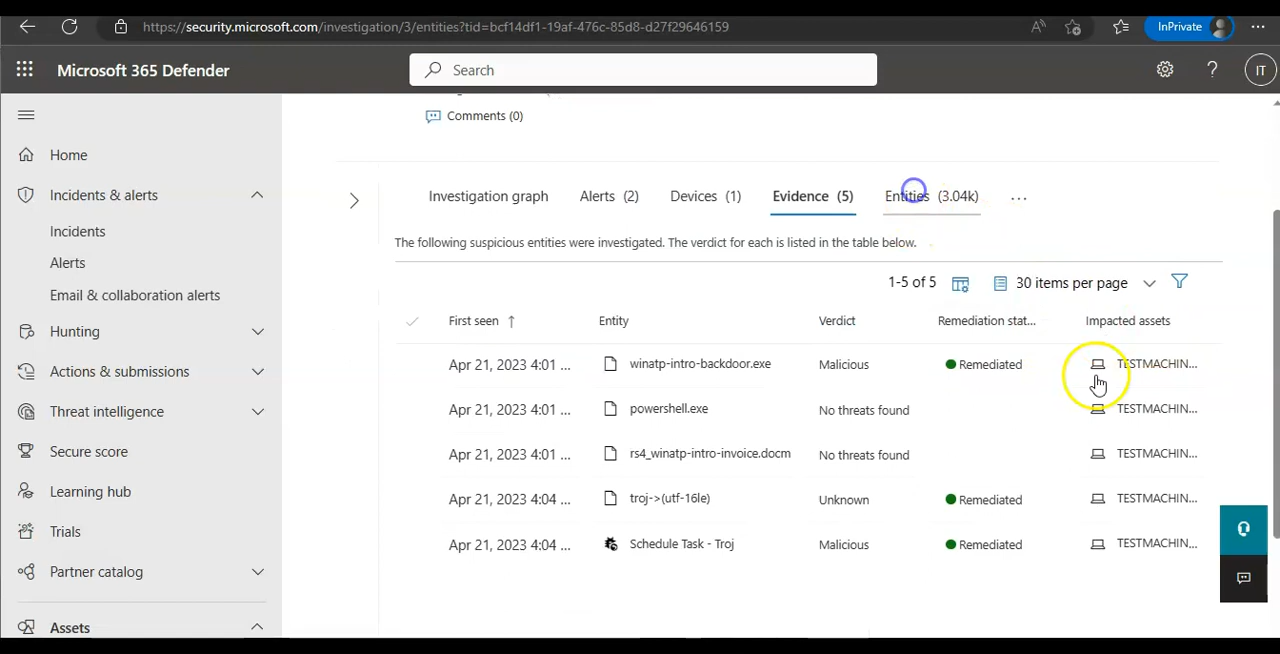 https://security.microsoft.com/investigation/3/entities?tid=bcf14df1-19af-476c-85d8-d27f29646159
InPrivate
Microsoft 365 Defender
Search
IT
Comments (0)
Home
Incidents & alerts
Incidents
Alerts
Email & collaboration alerts
Hunting
Actions & submissions
Threat intelligence
Secure score
Learning hub
Trials
Partner catalog
Assets
Investigation graph Alerts (2) Devices (1) Evidence (5) Entities (3.04k) ...
The following suspicious entities were investigated. The verdict for each is listed in the table below.
1-5 of 5 30 items per page
First seen Entity Verdict Remediation stat... Impacted assets
Apr 21, 2023 4:01 ... winatp-intro-backdoor.exe Malicious Remediated TESTMACHIN...
Apr 21, 2023 4:01 ... powershell.exe No threats found TESTMACHIN...
Apr 21, 2023 4:01 ... rs4_winatp-intro-invoice.docm No threats found TESTMACHIN...
Apr 21, 2023 4:04 ... troj->(utf-16le) Unknown Remediated TESTMACHIN...
Apr 21, 2023 4:04 ... Schedule Task - Troj Malicious Remediated TESTMACHIN...